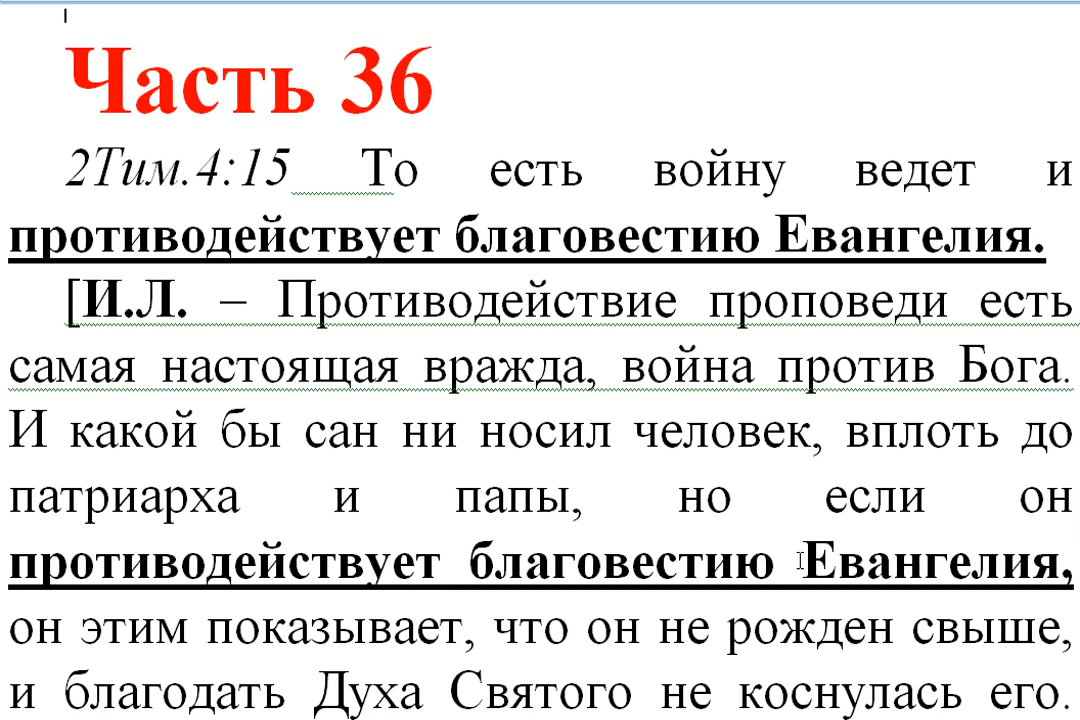 Часть 36
2Тим.4:15 То есть войну ведет и
противодействует благовестию Евангелия.
[И.Л. – Противодействие проповеди есть
самая настоящая вражда, война против Бога.
И какой бы сан ни носил человек, вплоть до
патриарха и папы, но если он
противодействует благовестию Евангелия,
он этим показывает, что он не рожден свыше,
и благодать Духа Святого не коснулась его.